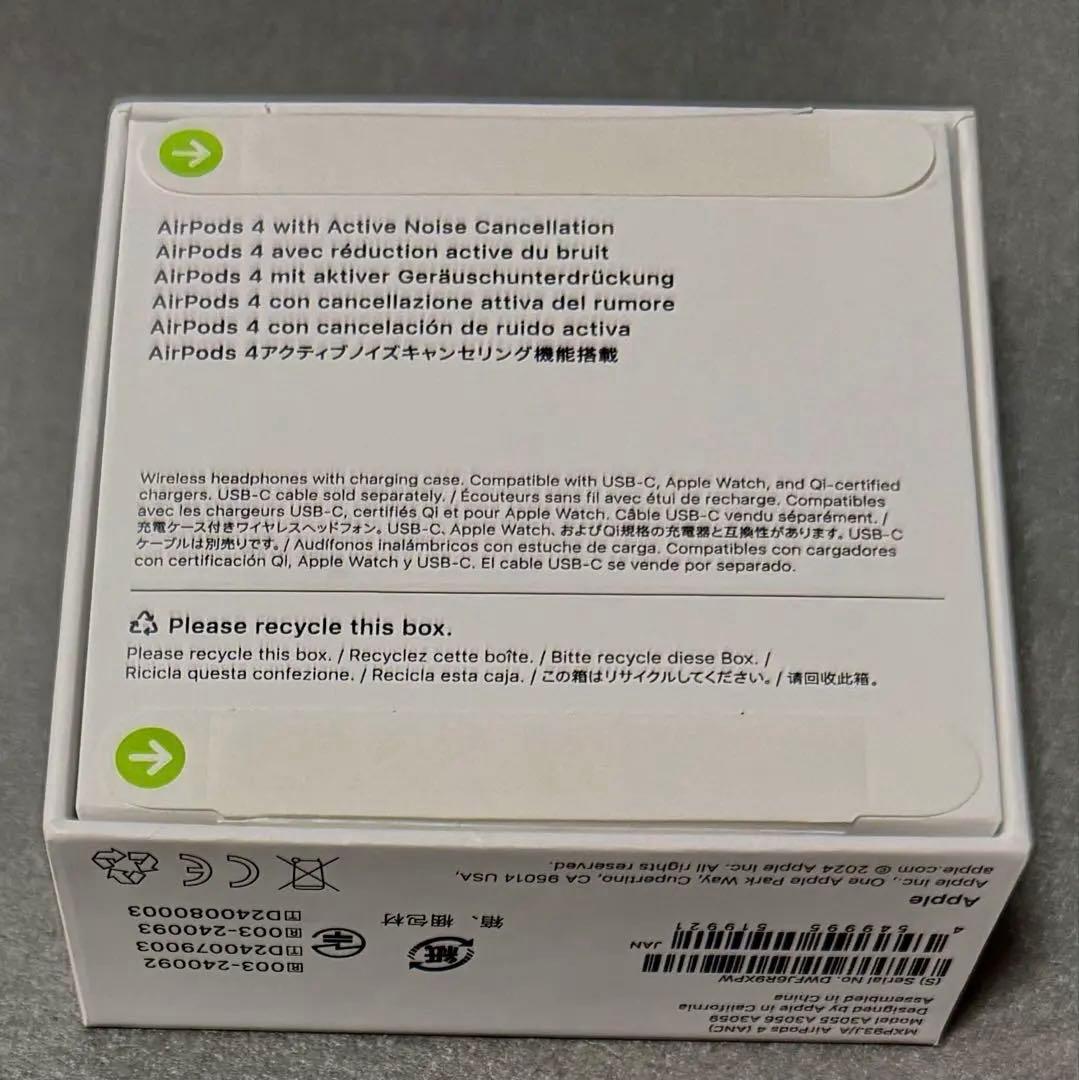 AirPods 4 with Active Noise Cancellation
AirPods 4 avec réduction active du bruit
AirPods 4 mit aktiver Geräuschunterdrückung
AirPods 4 con cancellazione attiva del rumore
AirPods 4 con cancelación de ruido activa
AirPods 4アクティブノイズキャンセリング機能搭載
Wireless headphones with charging case. Compatible with USB-C, Apple Watch, and Qi-certified
chargers. USB-C cable sold separately. / Écouteurs sans fil avec étui de recharge. Compatibles
avec les chargeurs USB-C, certifiés Qi et pour Apple Watch. Câble USB-C vendu séparément. /
充電ケース付きワイヤレスヘッドフォン。USB-C、Apple Watch、およびQi規格の充電器と互換性があります。USB-C
ケーブルは別売りです。/ Audífonos inalámbricos con estuche de carga. Compatibles con cargadores
con certificación Qi, Apple Watch y USB-C. El cable USB-C se vende por separado.
Please recycle this box.
Please recycle this box. / Recyclez cette boîte. / Bitte recycle diese Box. /
Ricicla questa confezione. / Recicla esta caja. / この箱はリサイクルしてください。/ 请回收此箱。
MXP93J/A AirPods 4 (ANC)
Model A3055 A3056 A3059
Designed by Apple in California
Assembled in China
(S) Serial No. DWFJ6R9XPW
JAN
4 549995 519921
Apple
Apple Inc., One Apple Park Way, Cupertino, CA 95014 USA,
apple.com © 2024 Apple Inc. All rights reserved.
紙
箱、梱包材
R 003-240092
T D240079003
R 003-240093
T D240080003
CE